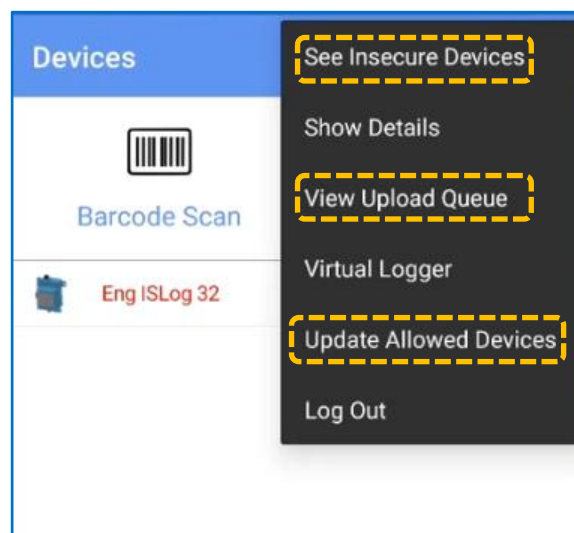 Devices
Barcode Scan
Eng ISLog 32
See Insecure Devices
Show Details
View Upload Queue
Virtual Logger
Update Allowed Devices
Log Out